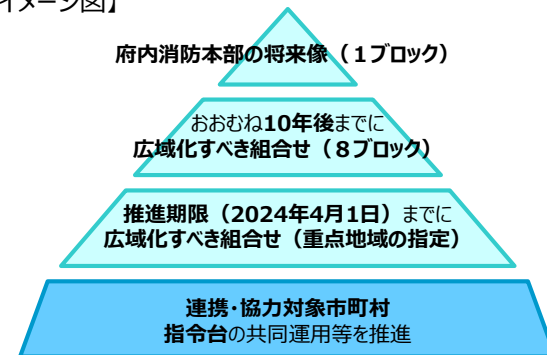 イメージ図】
府内消防本部の将来像（１ブロック）
おおむね10年後までに
広域化すべき組合せ（８ブロック）
推進期限（2024年4月1日）までに
広域化すべき組合せ（重点地域の指定）
連携・協力対象市町村
指令台の共同運用等を推進